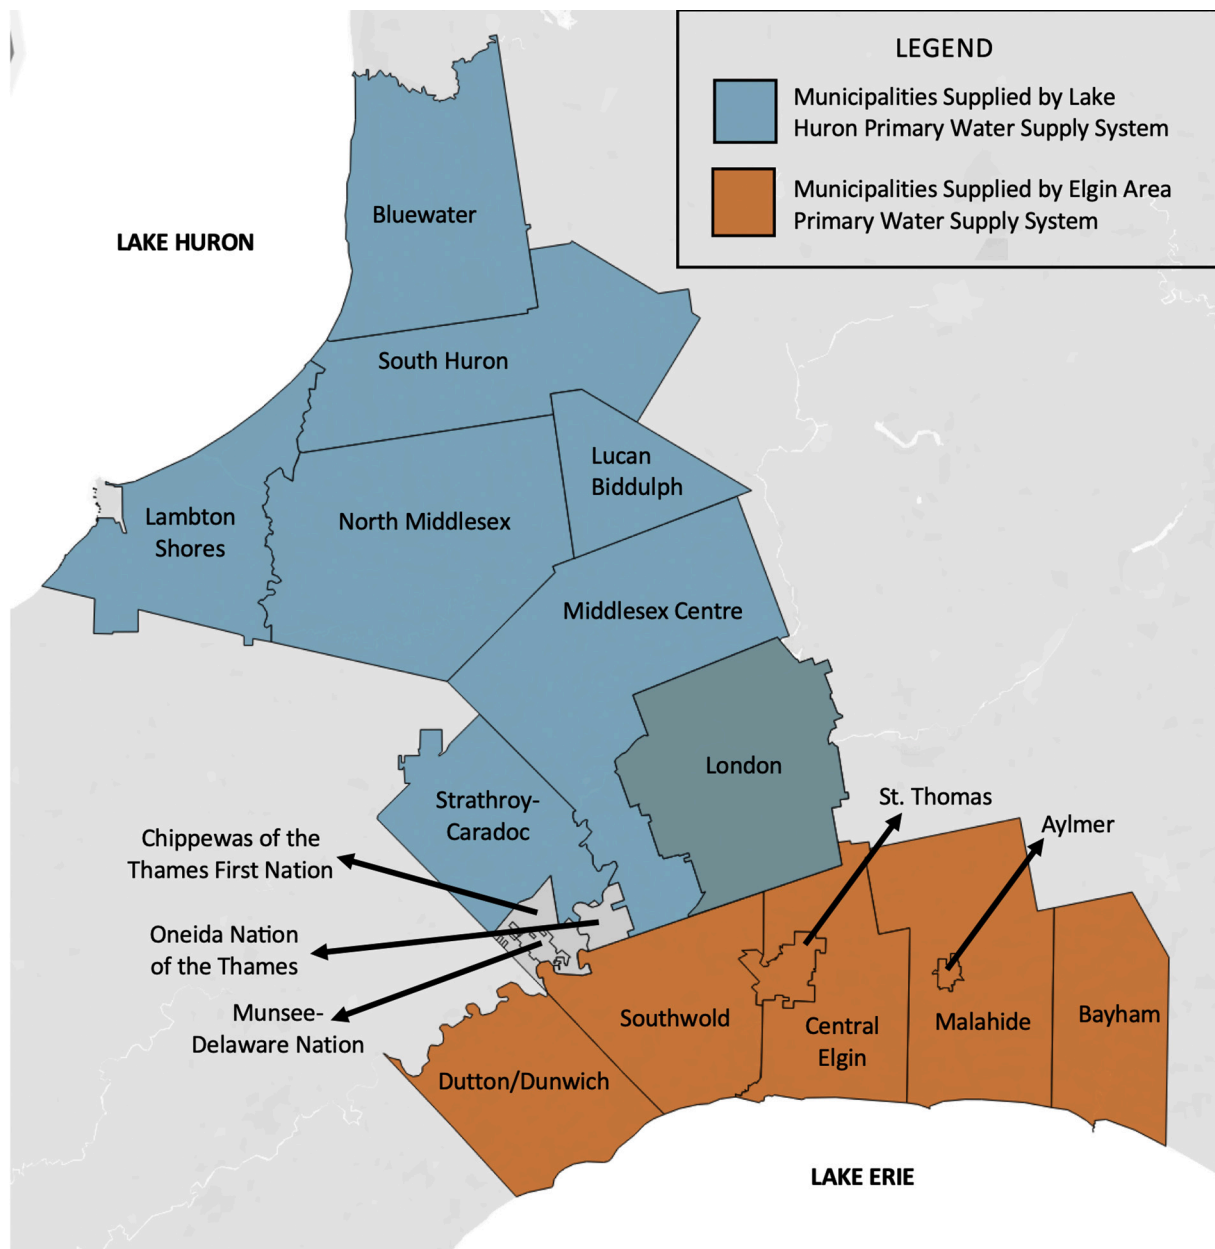 LEGEND
Municipalities Supplied by Lake
Huron Primary Water Supply System
Municipalities Supplied by Elgin Area
Primary Water Supply System
Bluewater
LAKE HURON
South Huron
Lucan
Biddulph
Lambton
Shores
North Middlesex
Middlesex Centre
London
Strathroy-
Caradoc
St. Thomas
Aylmer
Chippewas of the
Thames First Nation
Oneida Nation
of the Thames
Munsee-
Delaware Nation
Southwold
Central
Elgin
Malahide
Bayham
Dutton/Dunwich
LAKE ERIE